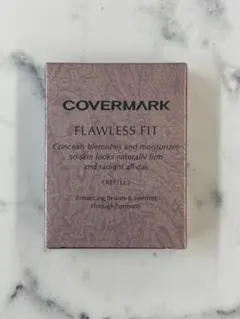 COVERMARK
FLAWLESS FIT
Conceals blemishes and moisturizes
so skin looks naturally firm
and radiant all-day.
(REFILL)
Enhancing beauty & comfort
through harmony